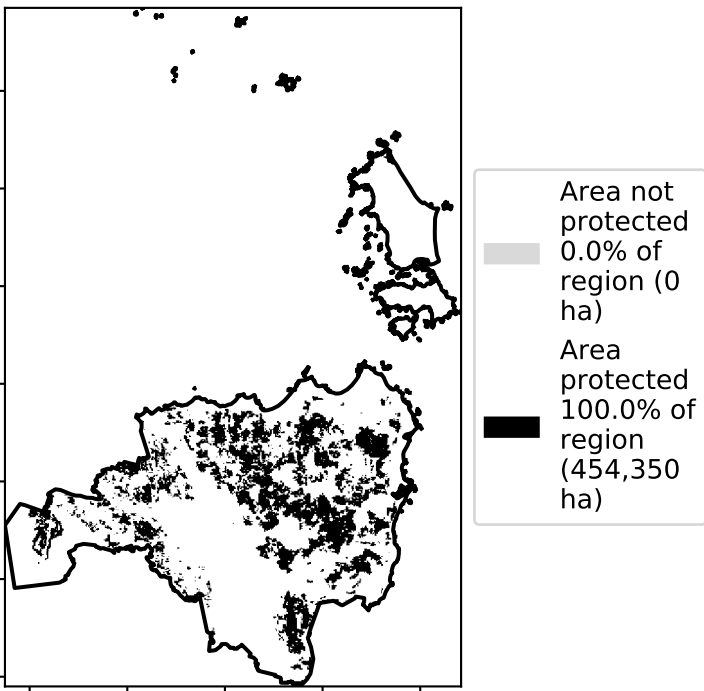 Area not
protected
0.0% of
region (0
ha)
Area
protected
100.0% of
region
(454,350
ha)